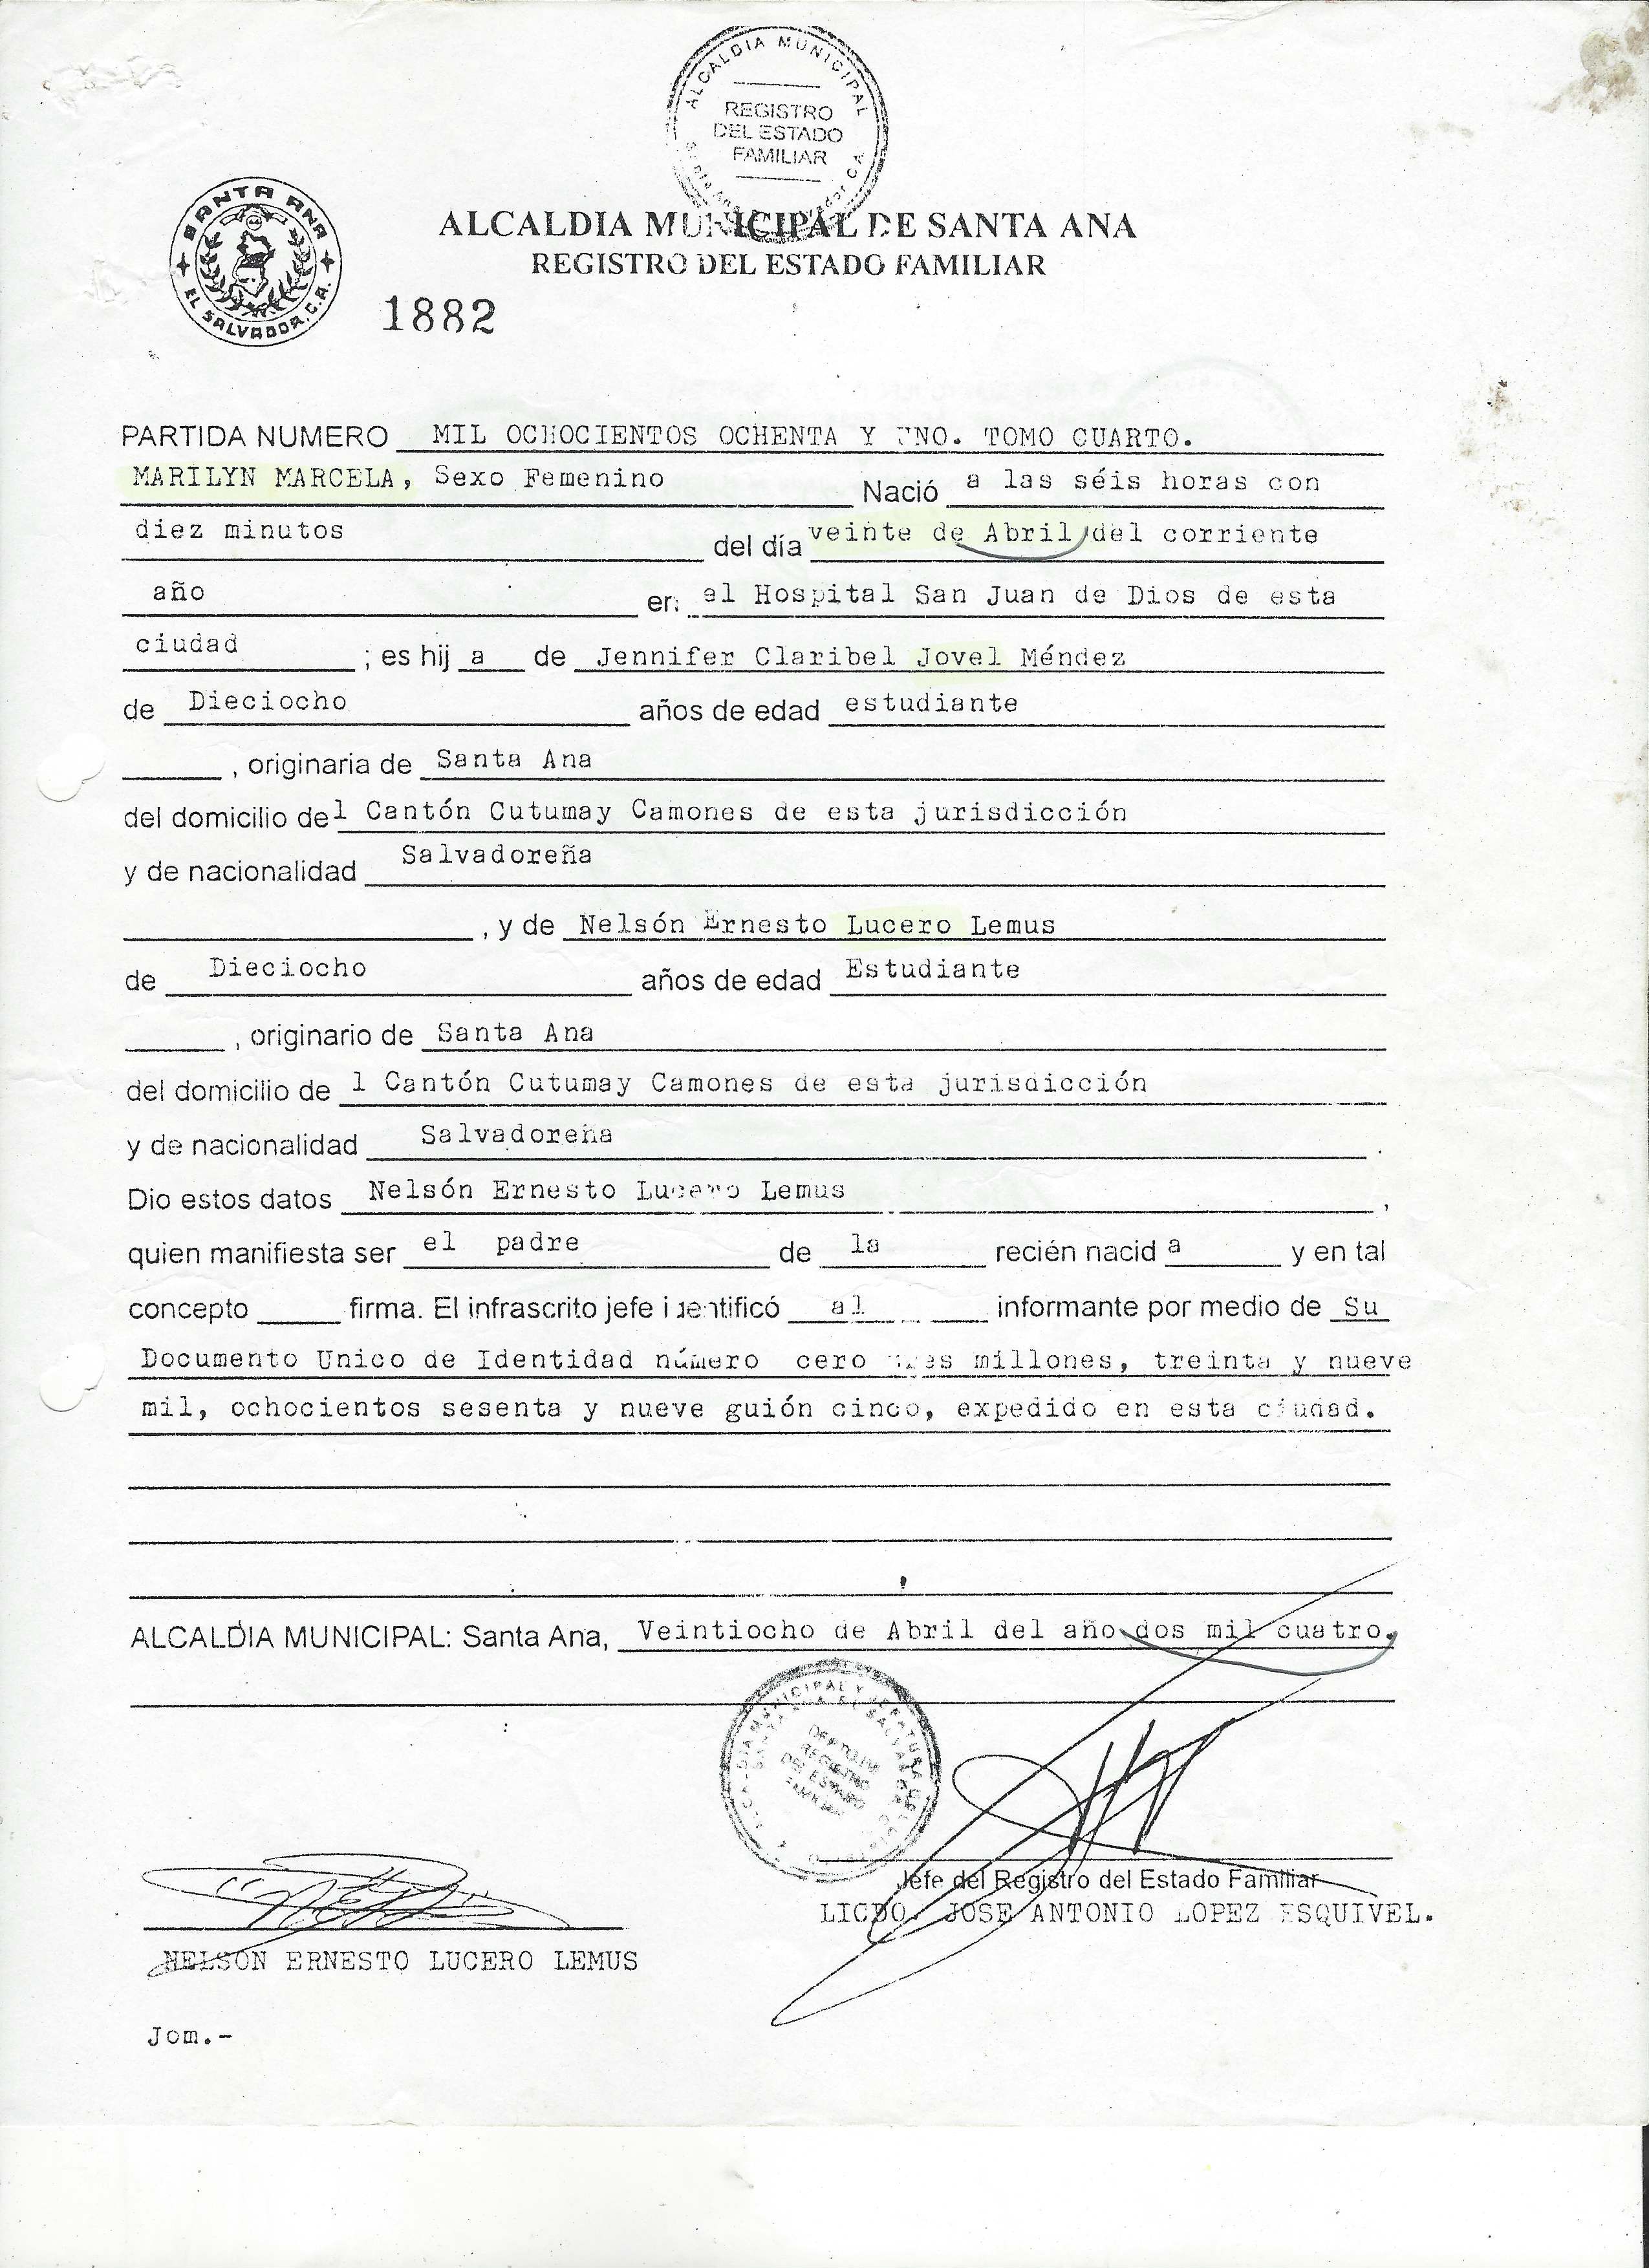 ALCALDIA MUNICIPAL
REGISTRO
DEL ESTADO
FAMILIAR
SANTA ANA
EL SALVADOR, C.A.
ALCALDIA MUNICIPAL DE SANTA ANA
REGISTRO DEL ESTADO FAMILIAR
1882
PARTIDA NUMERO MIL OCHOCIENTOS OCHENTA Y UNO. TOMO CUARTO.
MARILYN MARCELA, Sexo Femenino Nació a las séis horas con
diez minutos del día veinte de Abril del corriente
año en el Hospital San Juan de Dios de esta
ciudad ; es hij a de Jennifer Claribel Jovel Méndez
de Dieciocho años de edad estudiante
, originaria de Santa Ana
del domicilio de l Cantón Cutumay Camones de esta jurisdicción
y de nacionalidad Salvadoreña
, y de Nelsón Ernesto Lucero Lemus
de Dieciocho años de edad Estudiante
, originario de Santa Ana
del domicilio de l Cantón Cutumay Camones de esta jurisdicción
y de nacionalidad Salvadoreña .
Dio estos datos Nelsón Ernesto Lucero Lemus ,
quien manifiesta ser el padre de la recién nacid a y en tal
concepto firma. El infrascrito jefe identificó al informante por medio de Su
Documento Unico de Identidad número cero tres millones, treinta y nueve
mil, ochocientos sesenta y nueve guión cinco, expedido en esta ciudad.
ALCALDIA MUNICIPAL: Santa Ana, Veintiocho de Abril del año dos mil cuatro.
DEPTO. DE
REGISTRO
DEL ESTADO
FAMILIAR
Jefe del Registro del Estado Familiar
LICDO. JOSE ANTONIO LOPEZ ESQUIVEL.
NELSON ERNESTO LUCERO LEMUS
Jom.-